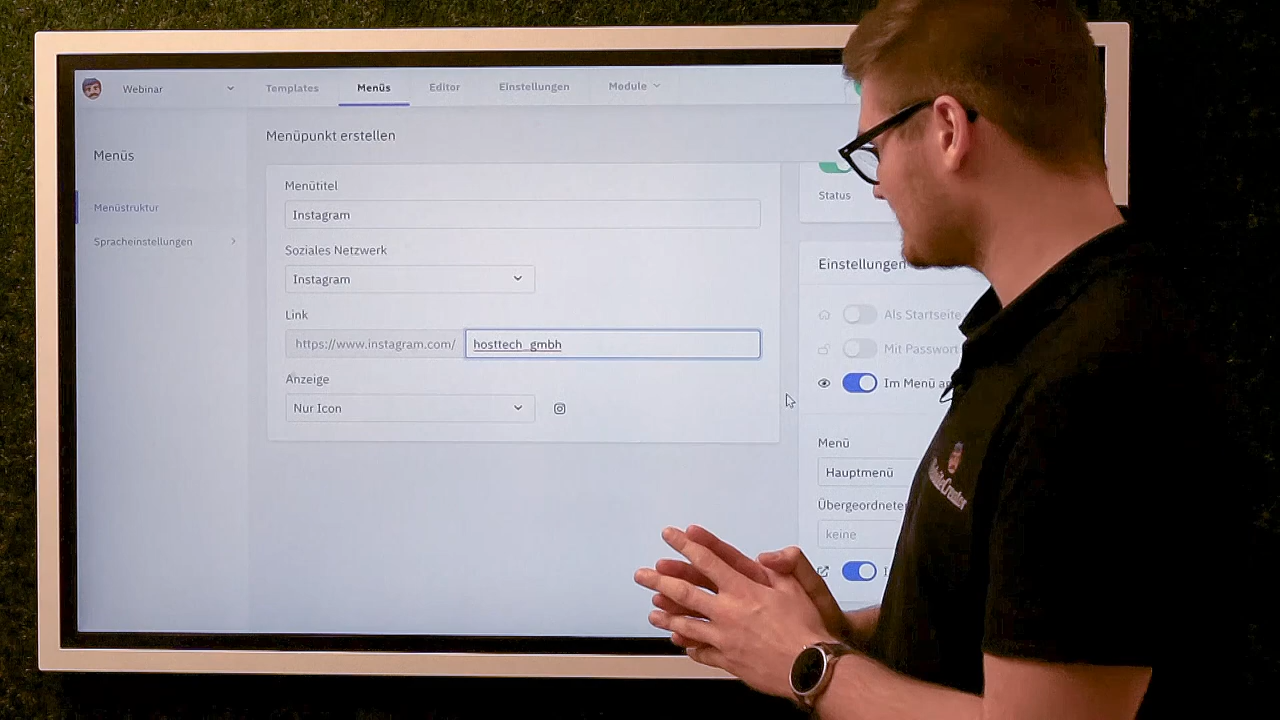 Webinar
Templates
Menüs
Editor
Einstellungen
Module
Menüs
Menüstruktur
Spracheinstellungen
Menüpunkt erstellen
Menütitel
Instagram
Soziales Netzwerk
Instagram
Link
https://www.instagram.com/
hosttech_gmbh
Anzeige
Nur Icon
Status
Einstellungen
Als Startseite
Mit Passwort
Im Menü
Menü
Hauptmenü
keine